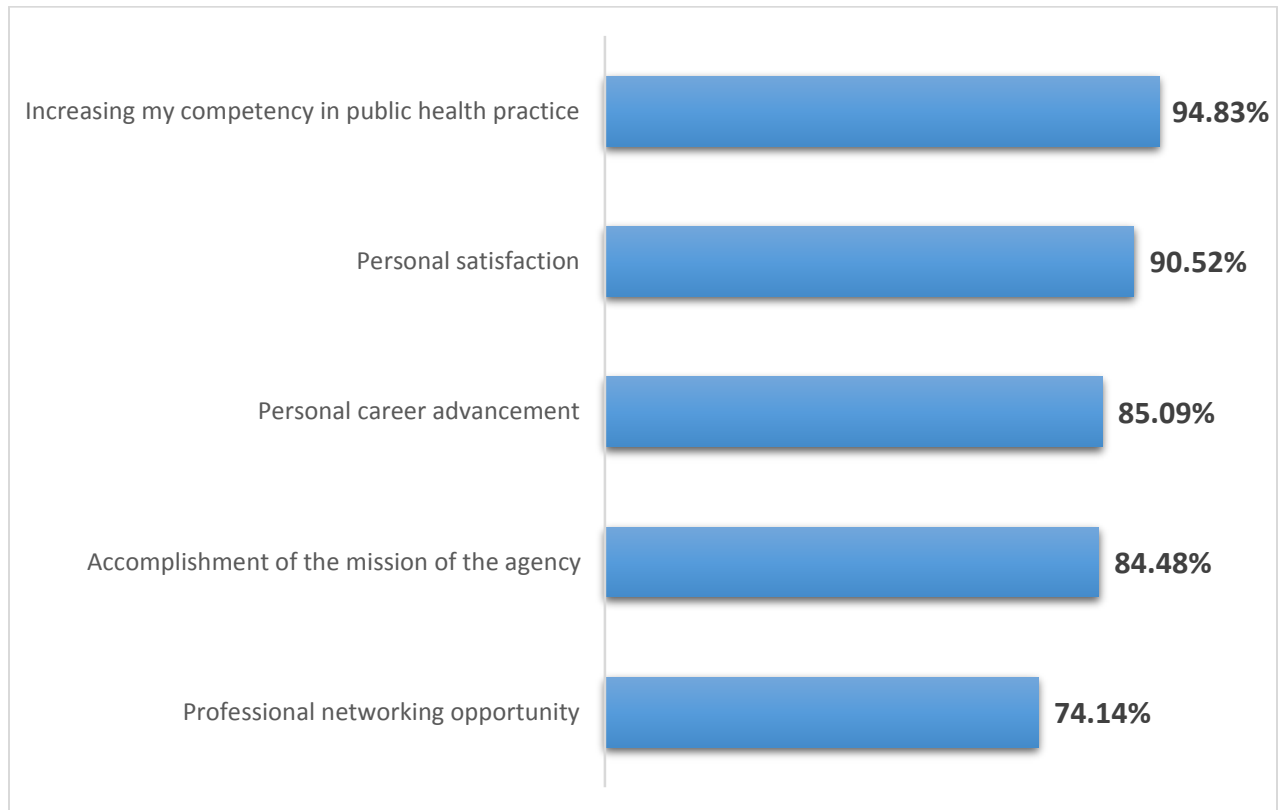 Increasing my competency in public health practice
94.83%
Personal satisfaction
90.52%
Personal career advancement
85.09%
Accomplishment of the mission of the agency
84.48%
Professional networking opportunity
74.14%